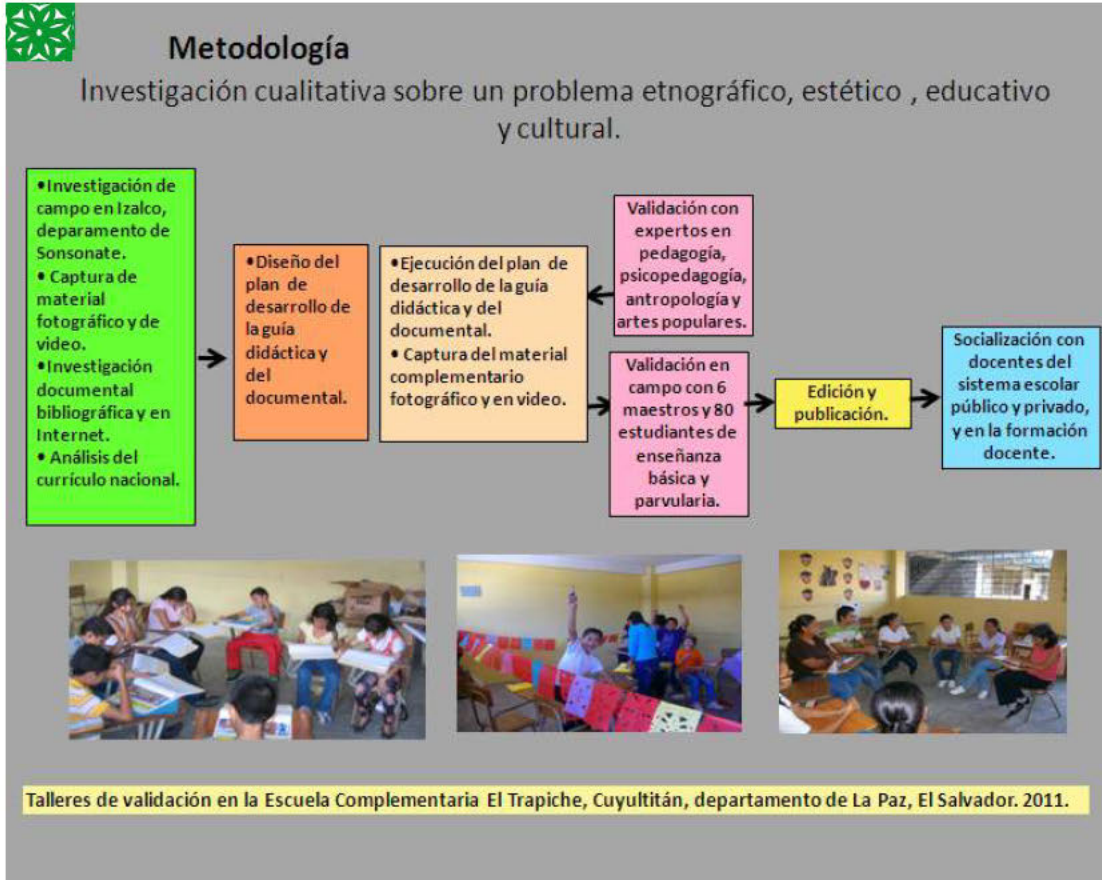 Metodología
Investigación cualitativa sobre un problema etnográfico, estético , educativo
y cultural.
•Investigación de
campo en Izalco,
deparamento de
Sonsonate.
• Captura de
material
fotográfico y de
video.
•Investigación
documental
bibliográfica y en
Internet.
• Análisis del
currículo nacional.
•Diseño del
plan de
desarrollo de
la guía
didáctica y
del
documental.
•Ejecución del plan de
desarrollo de la guía
didáctica y del
documental.
• Captura del material
complementario
fotográfico y en video.
Validación con
expertos en
pedagogía,
psicopedagogía,
antropología y
artes populares.
Validación en
campo con 6
maestros y 80
estudiantes de
enseñanza
básica y
parvularia.
Edición y
publicación.
Socialización con
docentes del
sistema escolar
público y privado,
y en la formación
docente.
Talleres de validación en la Escuela Complementaria El Trapiche, Cuyultitán, departamento de La Paz, El Salvador. 2011.